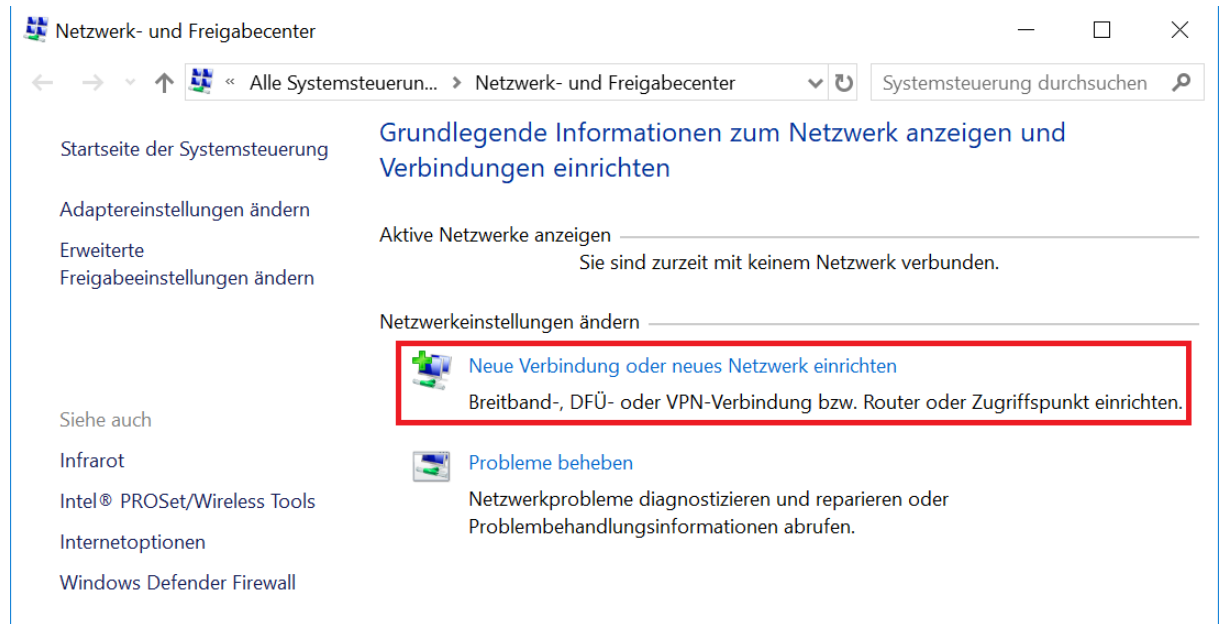 Netzwerk- und Freigabecenter
« Alle Systemsteuerun... > Netzwerk- und Freigabecenter
Systemsteuerung durchsuchen
Startseite der Systemsteuerung
Adaptereinstellungen ändern
Erweiterte
Freigabeeinstellungen ändern
Siehe auch
Infrarot
Intel® PROSet/Wireless Tools
Internetoptionen
Windows Defender Firewall
Grundlegende Informationen zum Netzwerk anzeigen und
Verbindungen einrichten
Aktive Netzwerke anzeigen
Sie sind zurzeit mit keinem Netzwerk verbunden.
Netzwerkeinstellungen ändern
Neue Verbindung oder neues Netzwerk einrichten
Breitband-, DFÜ- oder VPN-Verbindung bzw. Router oder Zugriffspunkt einrichten.
Probleme beheben
Netzwerkprobleme diagnostizieren und reparieren oder
Problembehandlungsinformationen abrufen.